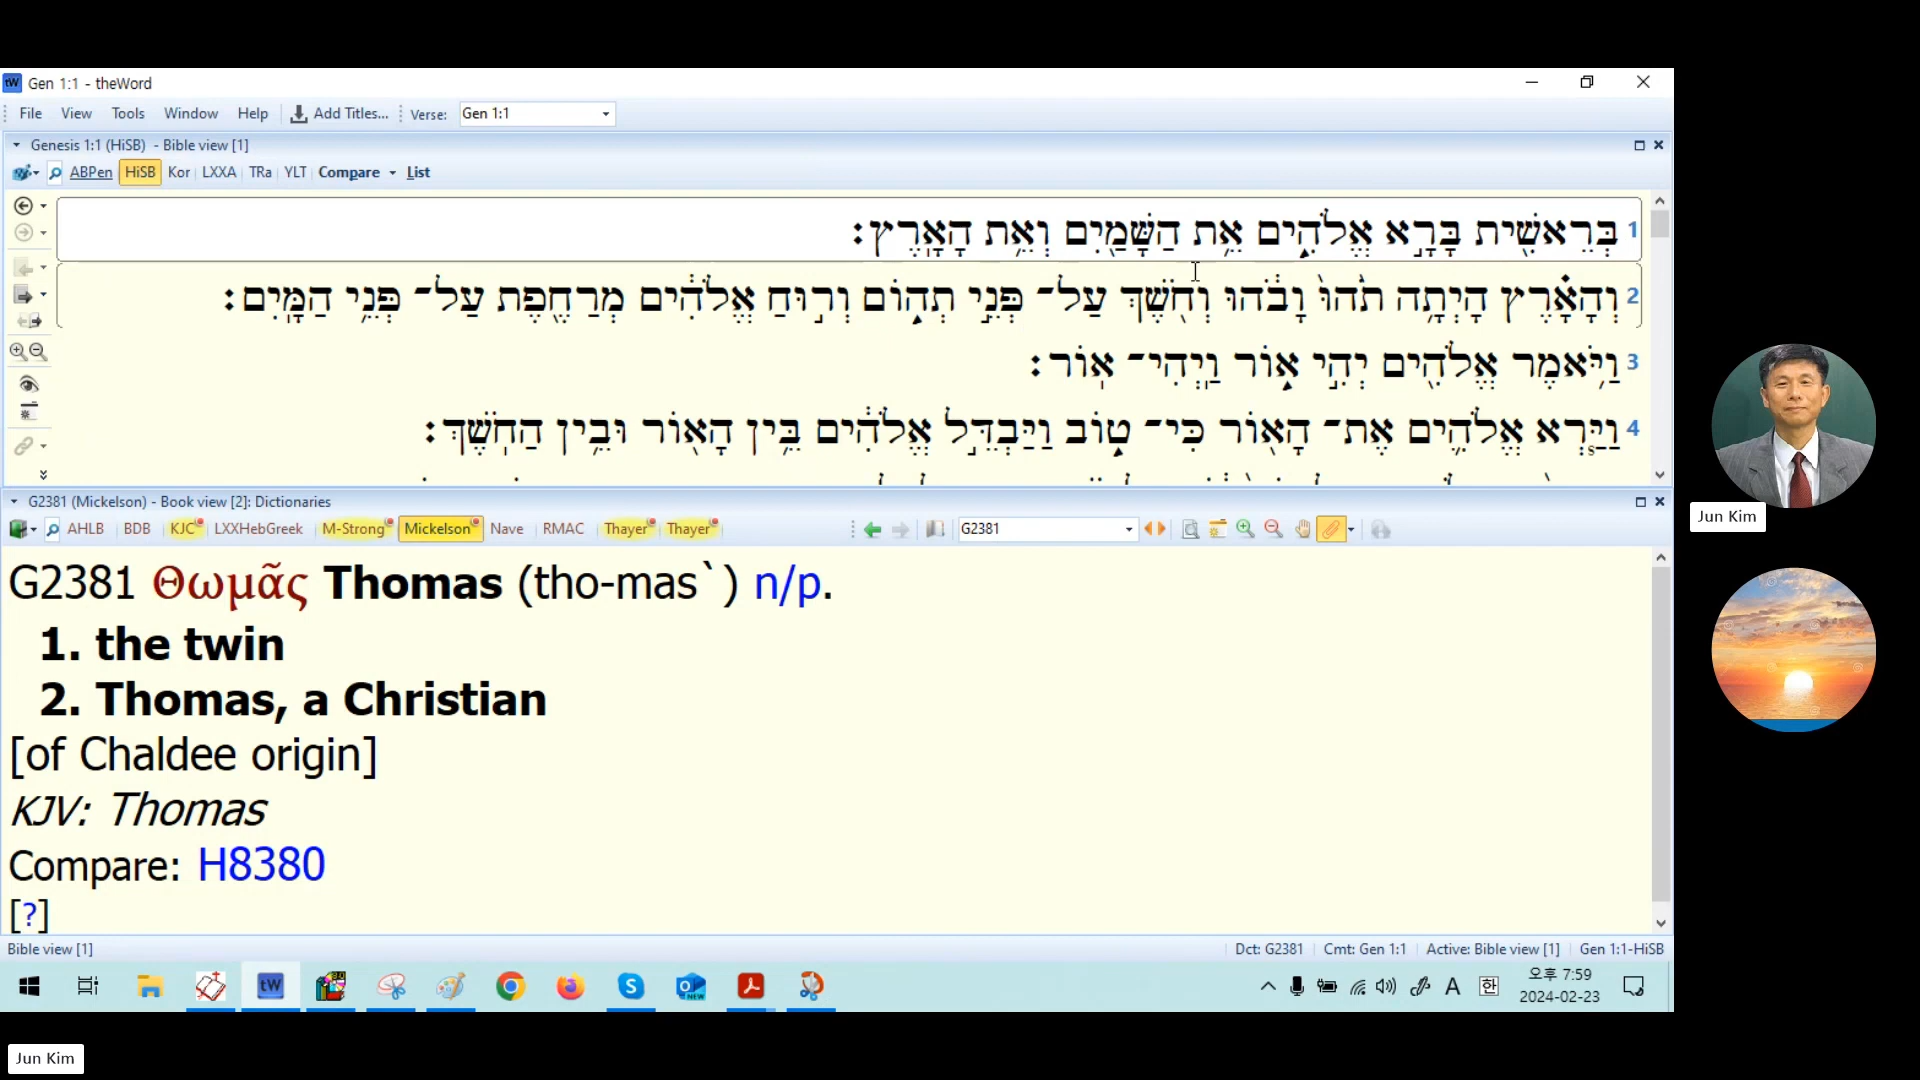 Gen 1:1 - theWord
File View Tools Window Help Add Titles... Verse: Gen 1:1
Genesis 1:1 (HiSB) - Bible view [1]
ABPen HiSB Kor LXXA TRa YLT Compare List
1 בְּרֵאשִׁ֖ית בָּרָ֣א אֱלֹהִ֑ים אֵ֥ת הַשָּׁמַ֖יִם וְאֵ֥ת הָאָֽרֶץ׃
2 וְהָאָ֗רֶץ הָיְתָ֥ה תֹ֙הוּ֙ וָבֹ֔הוּ וְחֹ֖שֶׁךְ עַל־ פְּנֵ֣י תְה֑וֹם וְר֣וּחַ אֱלֹהִ֔ים מְרַחֶ֖פֶת עַל־ פְּנֵ֥י הַמָּֽיִם׃
3 וַיֹּ֥אמֶר אֱלֹהִ֖ים יְהִ֣י א֑וֹר וַֽיְהִי־ אֽוֹר׃
4 וַיַּ֧רְא אֱלֹהִ֛ים אֶת־ הָא֖וֹר כִּי־ ט֑וֹב וַיַּבְדֵּ֣ל אֱלֹהִ֔ים בֵּ֥ין הָא֖וֹר וּבֵ֥ין הַחֹֽשֶׁךְ׃
G2381 (Mickelson) - Book view [2]: Dictionaries
AHLB BDB KJC LXXHebGreek M-Strong Mickelson Nave RMAC Thayer Thayer G2381
G2381 Θωμᾶς Thomas (tho-mas`) n/p.
1. the twin
2. Thomas, a Christian
[of Chaldee origin]
KJV: Thomas
Compare: H8380
[?]
Bible view [1] Dct: G2381 Cmt: Gen 1:1 Active: Bible view [1] Gen 1:1-HiSB
tW S A 한 오후 7:59
2024-02-23
Jun Kim
Jun Kim